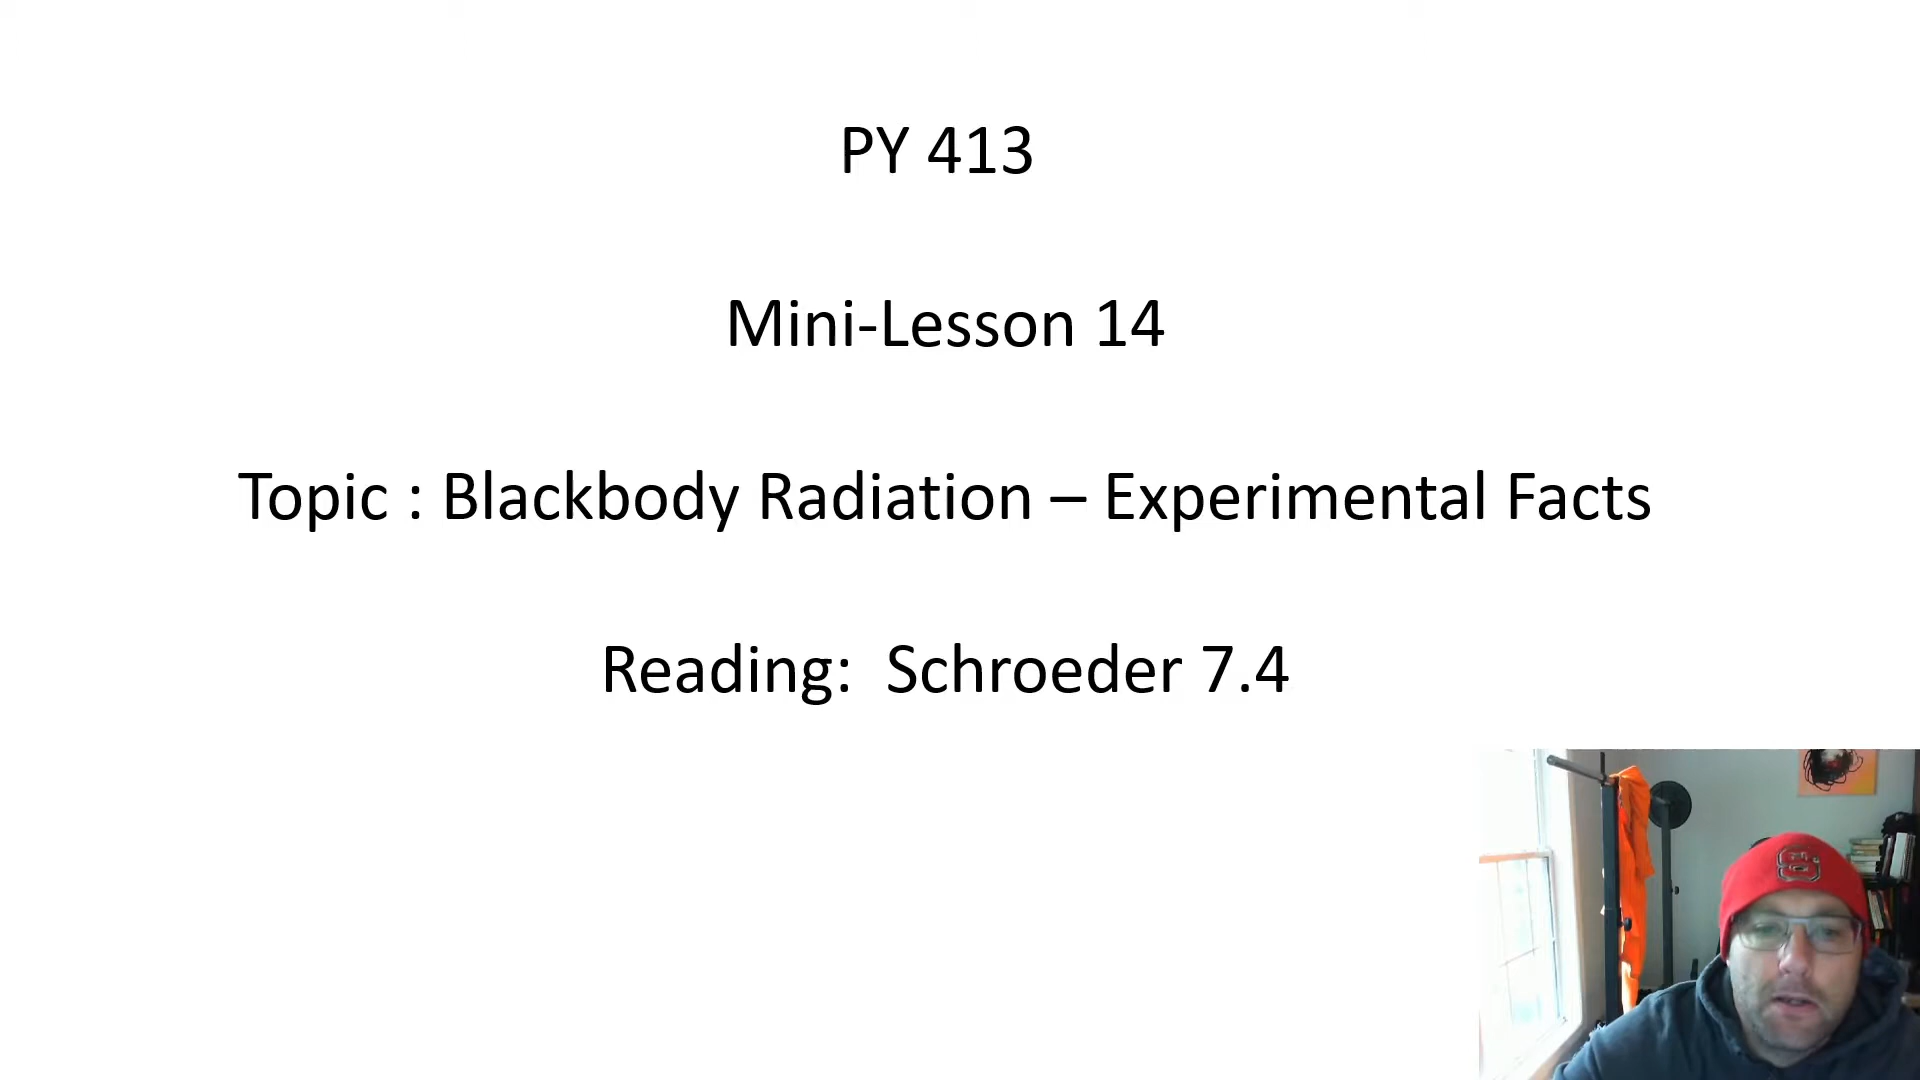 PY 413
Mini-Lesson 14
Topic : Blackbody Radiation – Experimental Facts
Reading:  Schroeder 7.4
S